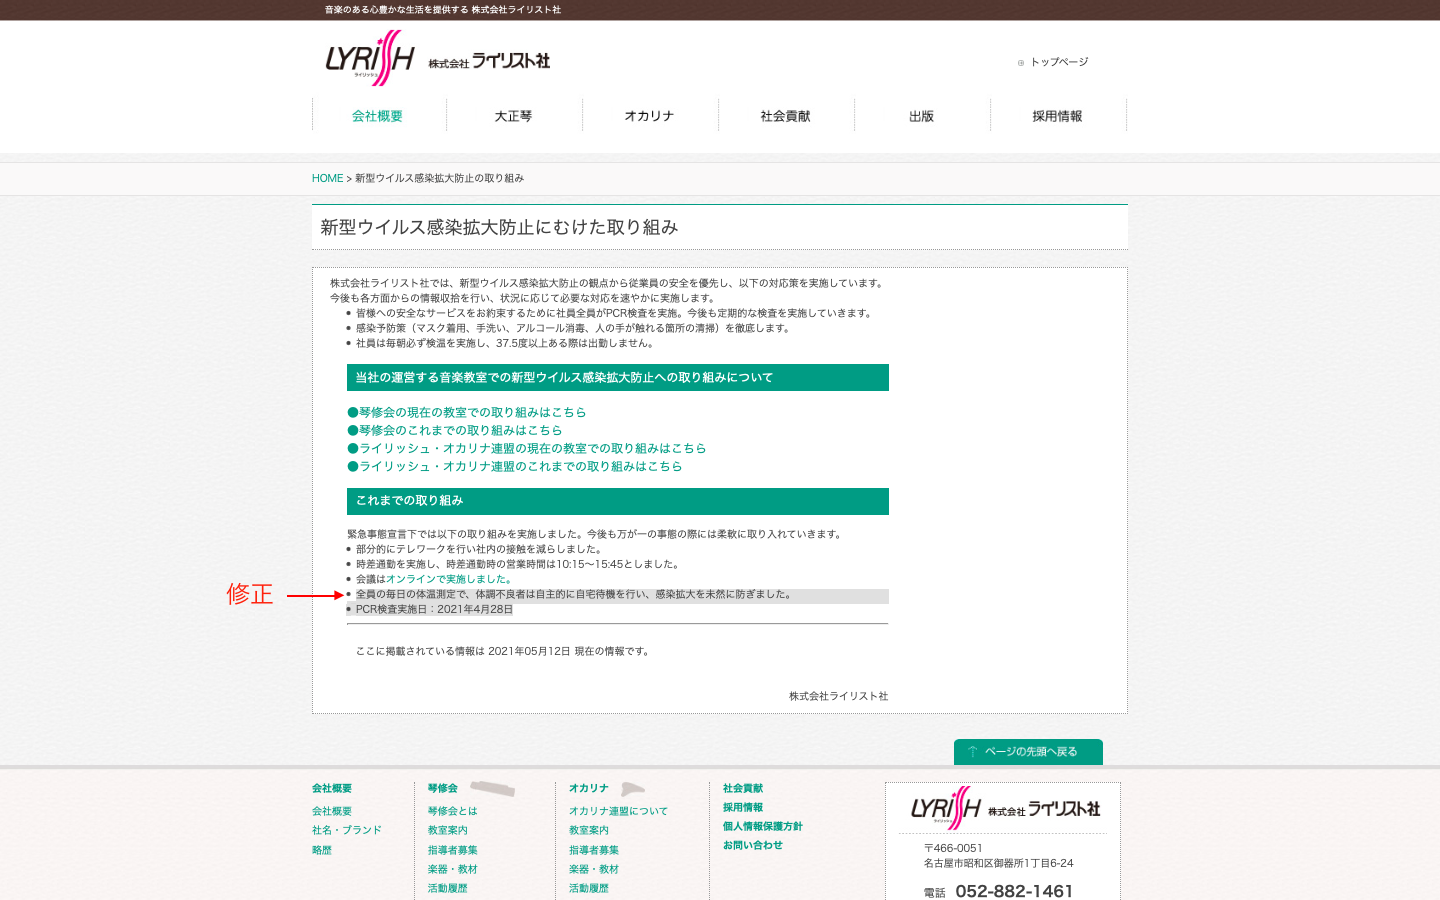 音楽のある心豊かな生活を提供する 株式会社ライリスト社
LYRISH ライリッシュ 株式会社 ライリスト社
トップページ
会社概要 大正琴 オカリナ 社会貢献 出版 採用情報
HOME > 新型ウイルス感染拡大防止の取り組み
新型ウイルス感染拡大防止にむけた取り組み
株式会社ライリスト社では、新型ウイルス感染拡大防止の観点から従業員の安全を優先し、以下の対応策を実施しています。
今後も各方面からの情報収拾を行い、状況に応じて必要な対応を速やかに実施します。
• 皆様への安全なサービスをお約束するために社員全員がPCR検査を実施。今後も定期的な検査を実施していきます。
• 感染予防策（マスク着用、手洗い、アルコール消毒、人の手が触れる箇所の清掃）を徹底します。
• 社員は毎朝必ず検温を実施し、37.5度以上ある際は出勤しません。
当社の運営する音楽教室での新型ウイルス感染拡大防止への取り組みについて
●琴修会の現在の教室での取り組みはこちら
●琴修会のこれまでの取り組みはこちら
●ライリッシュ・オカリナ連盟の現在の教室での取り組みはこちら
●ライリッシュ・オカリナ連盟のこれまでの取り組みはこちら
これまでの取り組み
緊急事態宣言下では以下の取り組みを実施しました。今後も万が一の事態の際には柔軟に取り入れていきます。
• 部分的にテレワークを行い社内の接触を減らしました。
• 時差通勤を実施し、時差通勤時の営業時間は10:15〜15:45としました。
• 会議はオンラインで実施しました。
修正
• 全員の毎日の体温測定で、体調不良者は自主的に自宅待機を行い、感染拡大を未然に防ぎました。
• PCR検査実施日：2021年4月28日
ここに掲載されている情報は 2021年05月12日 現在の情報です。
株式会社ライリスト社
ページの先頭へ戻る
会社概要
会社概要
社名・ブランド
略歴
琴修会
琴修会とは
教室案内
指導者募集
楽器・教材
活動履歴
オカリナ
オカリナ連盟について
教室案内
指導者募集
楽器・教材
活動履歴
社会貢献
採用情報
個人情報保護方針
お問い合わせ
LYRISH ライリッシュ 株式会社 ライリスト社
〒466-0051
名古屋市昭和区御器所1丁目6-24
電話 052-882-1461